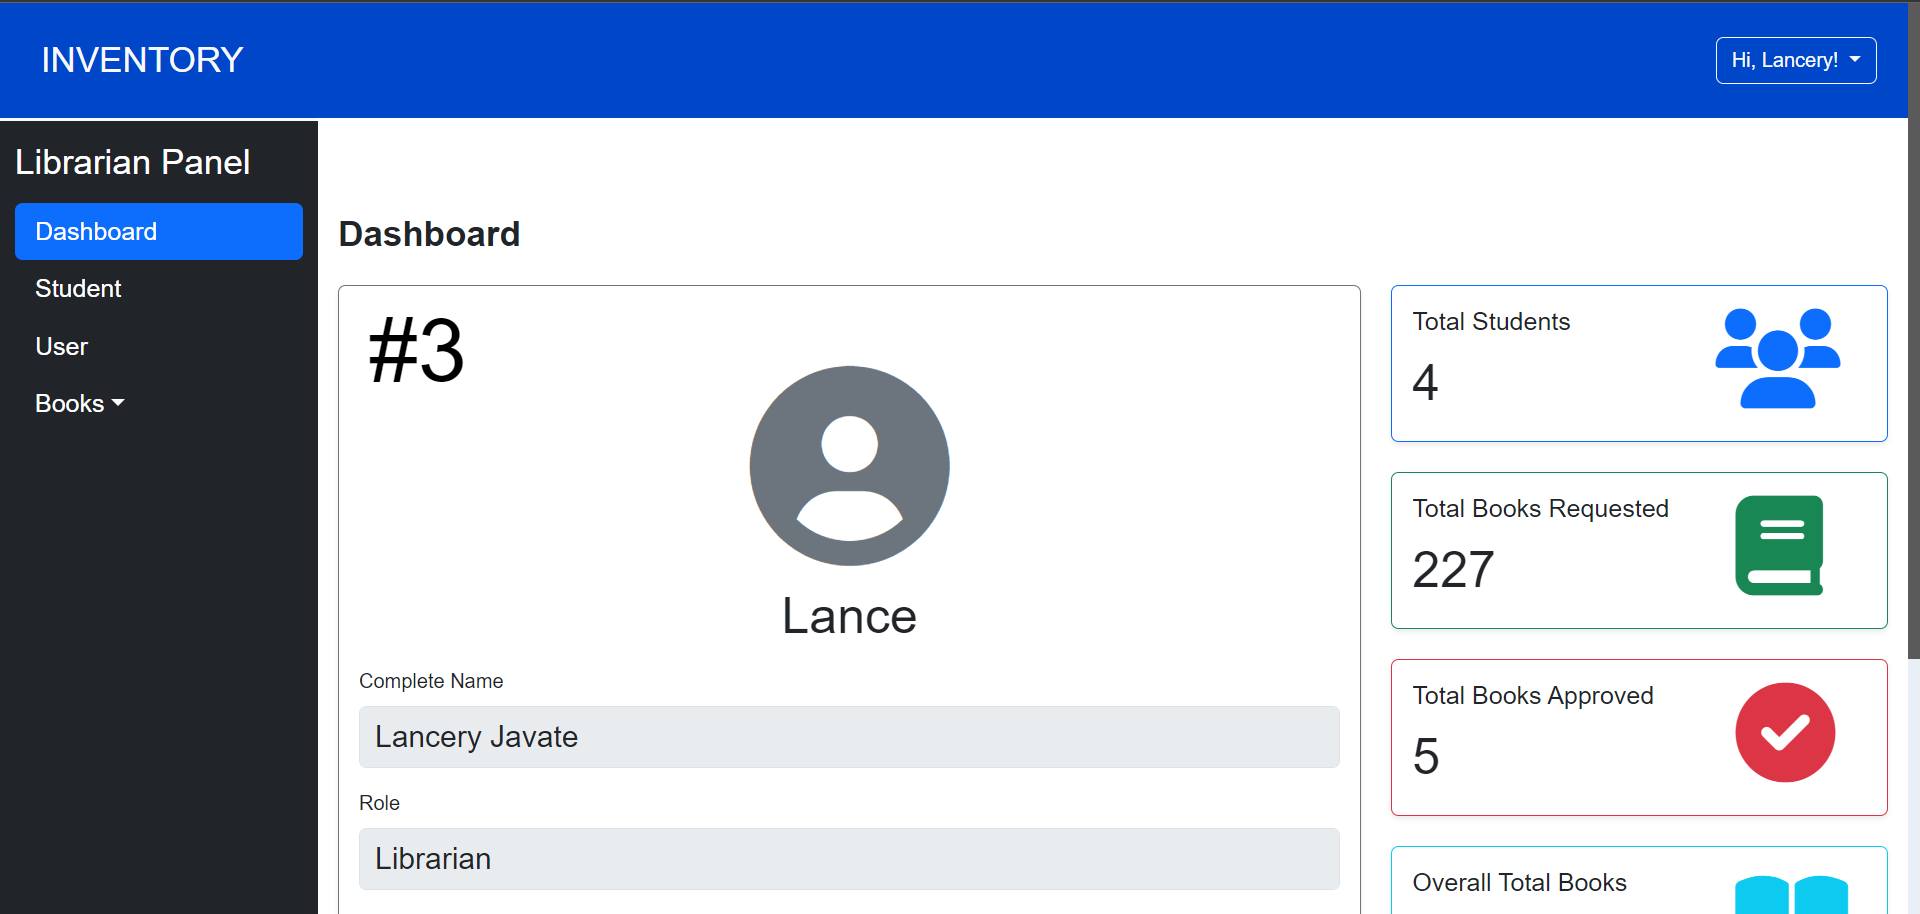 INVENTORY
Hi, Lancery!
Librarian Panel
Dashboard
Student
User
Books
Dashboard
#3
Lance
Complete Name
Lancery Javate
Role
Librarian
Total Students
4
Total Books Requested
227
Total Books Approved
5
Overall Total Books